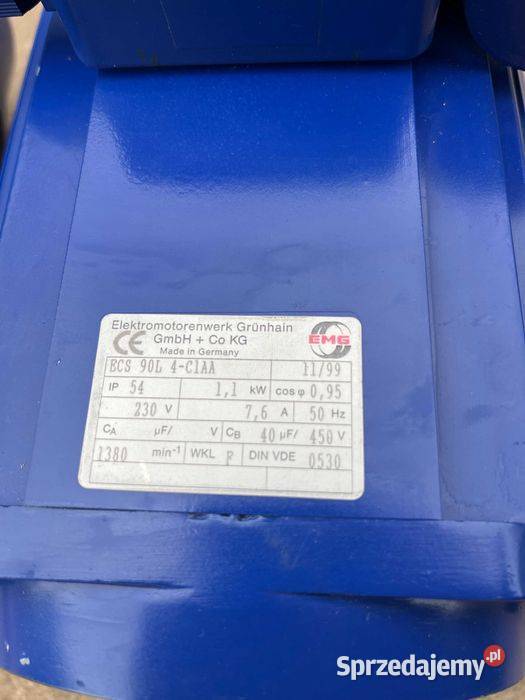 Elektromotorenwerk Grünhain
GmbH + Co KG
Made in Germany
CE
EMG
ECS 90L 4-C1AA 11/99
IP 54 1,1 kW cos φ 0,95
230 V 7,6 A 50 Hz
CA µF/ V CB 40 µF/ 450 V
1380 min⁻¹ WKL F DIN VDE 0530
Sprzedajemy.pl